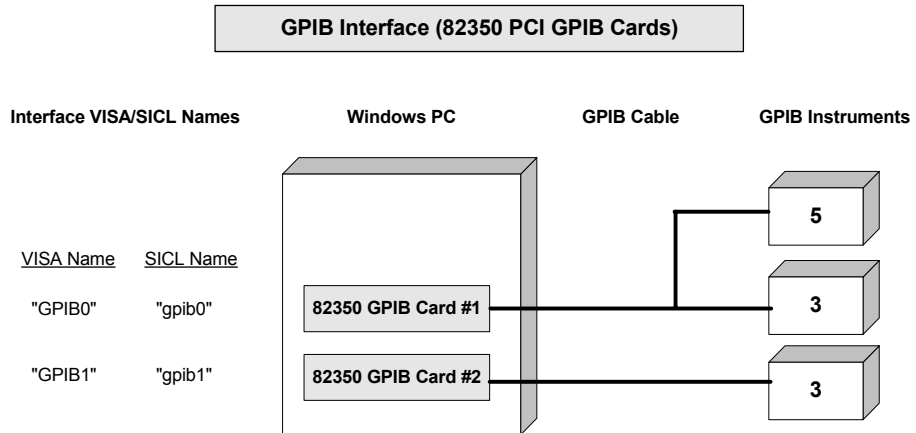 GPIB Interface (82350 PCI GPIB Cards)
Interface VISA/SICL Names Windows PC GPIB Cable GPIB Instruments
5
VISA Name SICL Name
"GPIB0" "gpib0" 82350 GPIB Card #1 3
"GPIB1" "gpib1" 82350 GPIB Card #2 3